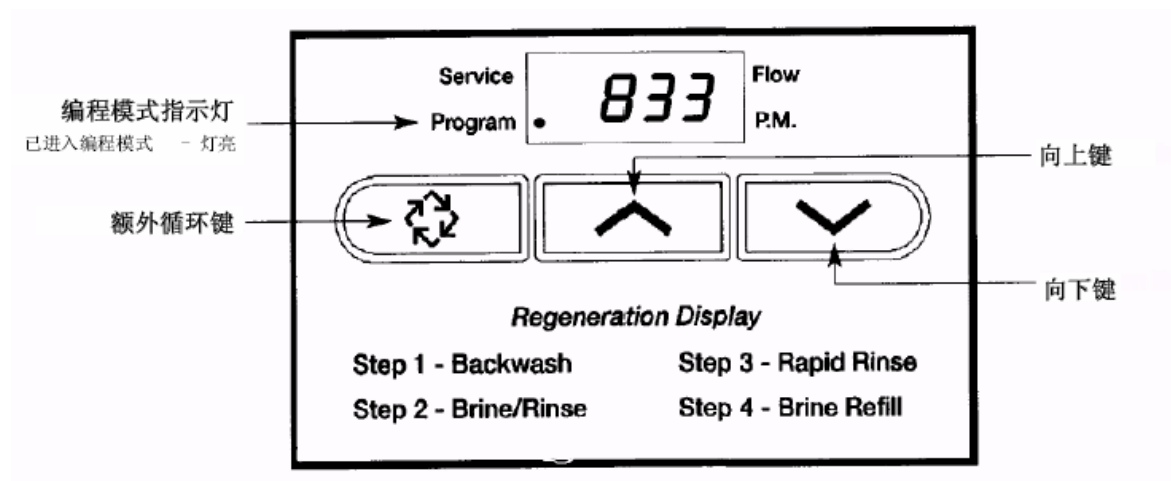 Service
833
Flow
编程模式指示灯
Program
P.M.
已进入编程模式 - 灯亮
向上键
额外循环键
向下键
Regeneration Display
Step 1 - Backwash
Step 3 - Rapid Rinse
Step 2 - Brine/Rinse
Step 4 - Brine Refill